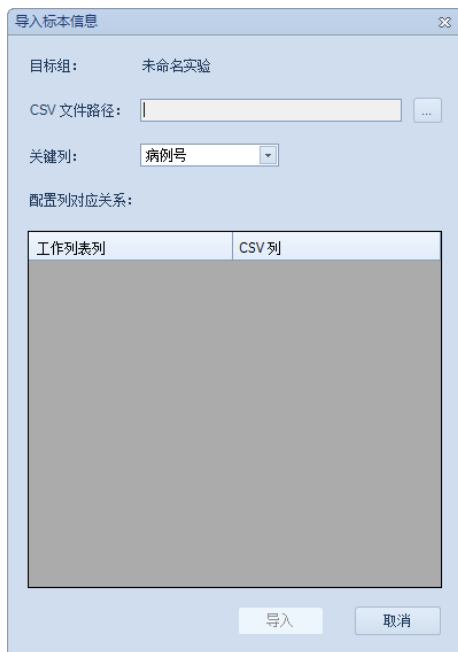 导入标本信息
目标组： 未命名实验
CSV 文件路径： ...
关键列： 病例号
配置列对应关系：
工作列表列 CSV 列
导入 取消